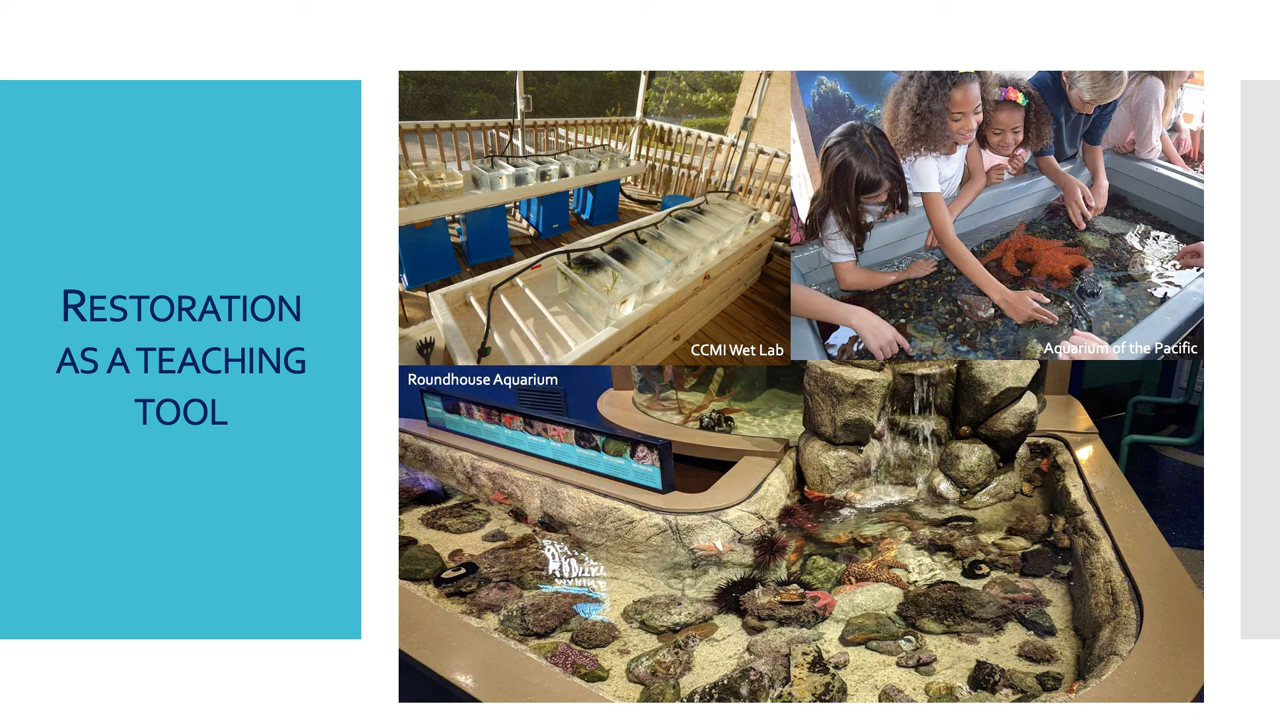 RESTORATION
AS A TEACHING
TOOL
CCMI Wet Lab
Aquarium of the Pacific
Roundhouse Aquarium